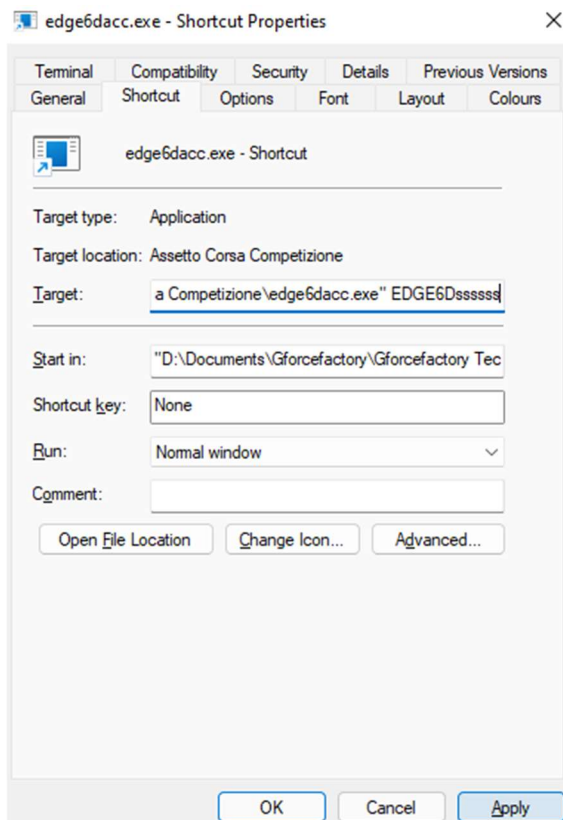 edge6dacc.exe - Shortcut Properties
Terminal Compatibility Security Details Previous Versions
General Shortcut Options Font Layout Colours
edge6dacc.exe - Shortcut
Target type: Application
Target location: Assetto Corsa Competizione
Target: a Competizione\edge6dacc.exe" EDGE6Dssssss
Start in: "D:\Documents\Gforcefactory\Gforcefactory Tec
Shortcut key: None
Run: Normal window
Comment:
Open File Location Change Icon... Advanced...
OK Cancel Apply